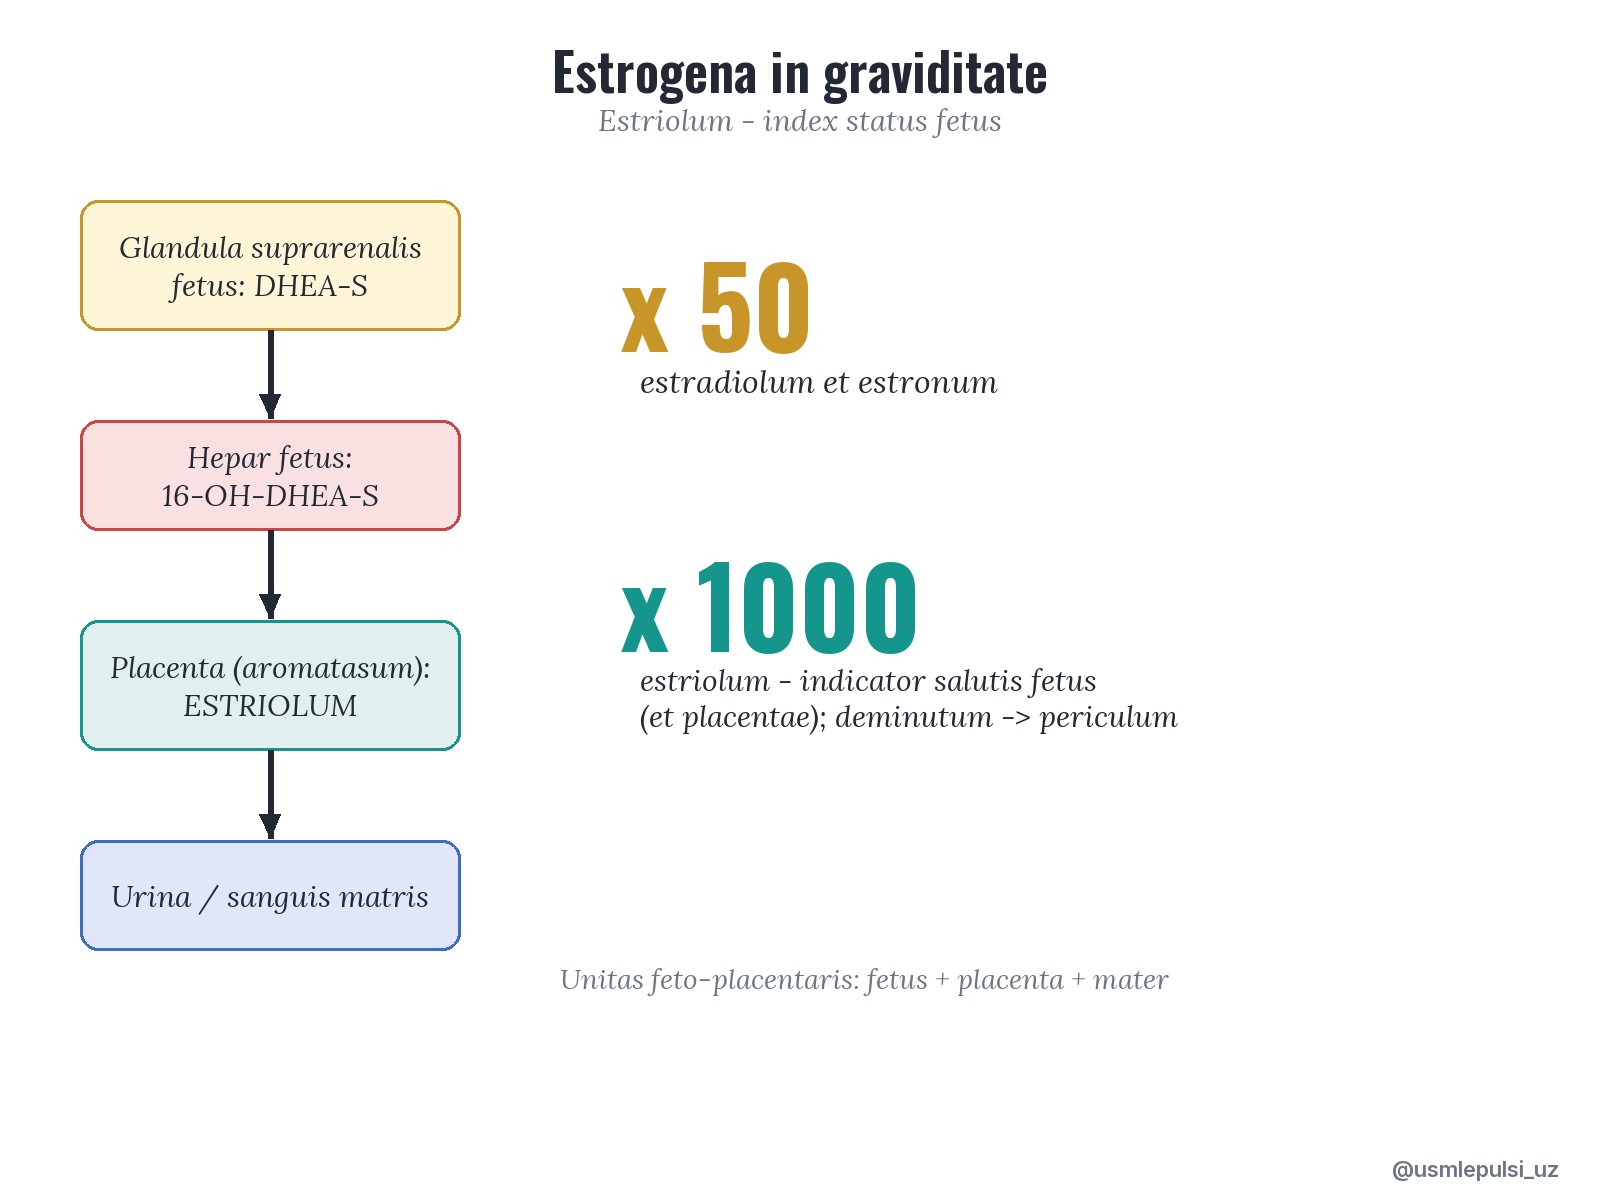 Estrogena in graviditate
Estriolum - index status fetus
Glandula suprarenalis
fetus: DHEA-S
Hepar fetus:
16-OH-DHEA-S
Placenta (aromatasum):
ESTRIOLUM
Urina / sanguis matris
x 50
estradiolum et estronum
x 1000
estriolum - indicator salutis fetus
(et placentae); deminutum -> periculum
Unitas feto-placentaris: fetus + placenta + mater
@usmlepulsi_uz